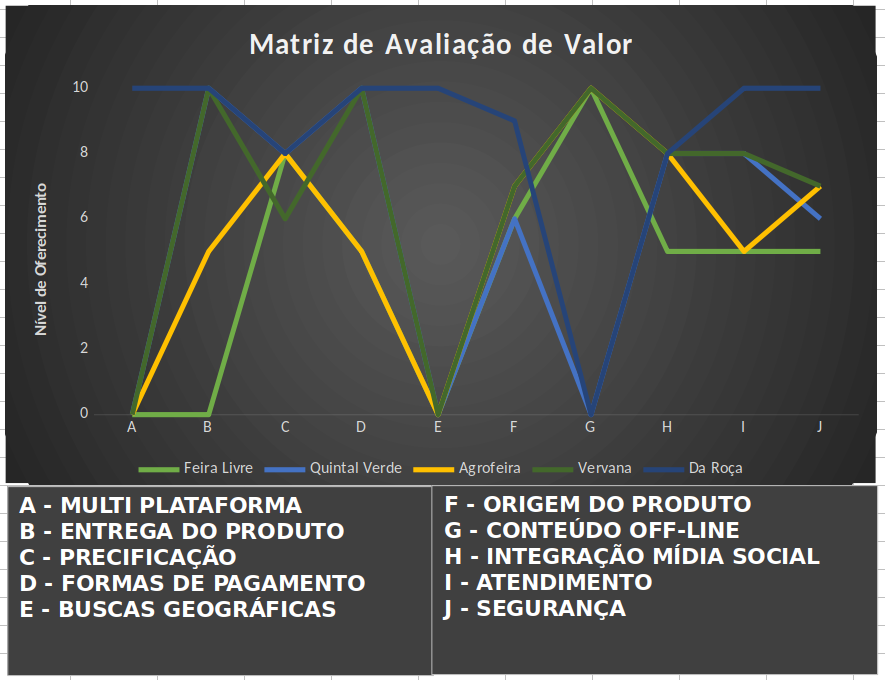 Matriz de Avaliação de Valor
Nível de Oferecimento
10
8
6
4
2
0
A B C D E F G H I J
Feira Livre Quintal Verde Agrofeira Vervana Da Roça
A - MULTI PLATAFORMA
B - ENTREGA DO PRODUTO
C - PRECIFICAÇÃO
D - FORMAS DE PAGAMENTO
E - BUSCAS GEOGRÁFICAS
F - ORIGEM DO PRODUTO
G - CONTEÚDO OFF-LINE
H - INTEGRAÇÃO MÍDIA SOCIAL
I - ATENDIMENTO
J - SEGURANÇA